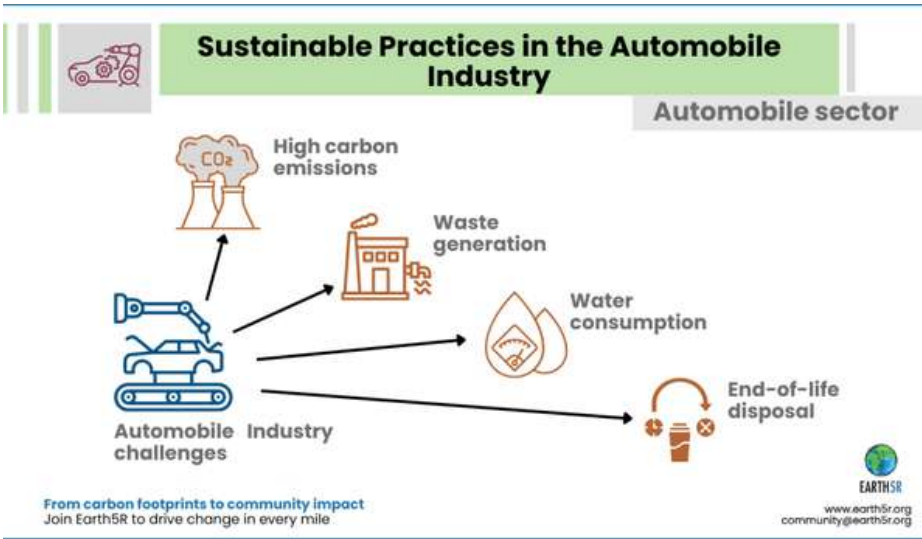 Sustainable Practices in the Automobile
Industry
Automobile sector
CO₂
High carbon
emissions
Waste
generation
Water
consumption
End-of-life
disposal
Automobile Industry
challenges
From carbon footprints to community impact
Join Earth5R to drive change in every mile
EARTH5R
www.earth5r.org
community@earth5r.org